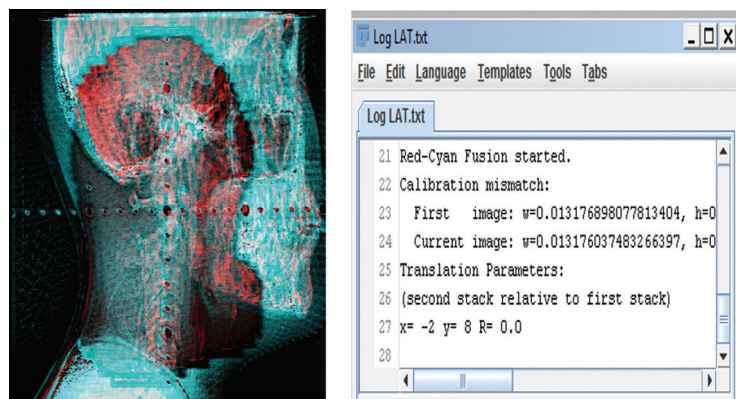 Log LAT.txt
File Edit Language Templates Tools Tabs
Log LAT.txt
21 Red-Cyan Fusion started.
22 Calibration mismatch:
23 First image: w=0.013176898077813404, h=0
24 Current image: w=0.013176037483266397, h=0
25 Translation Parameters:
26 (second stack relative to first stack)
27 x= -2 y= 8 R= 0.0
28